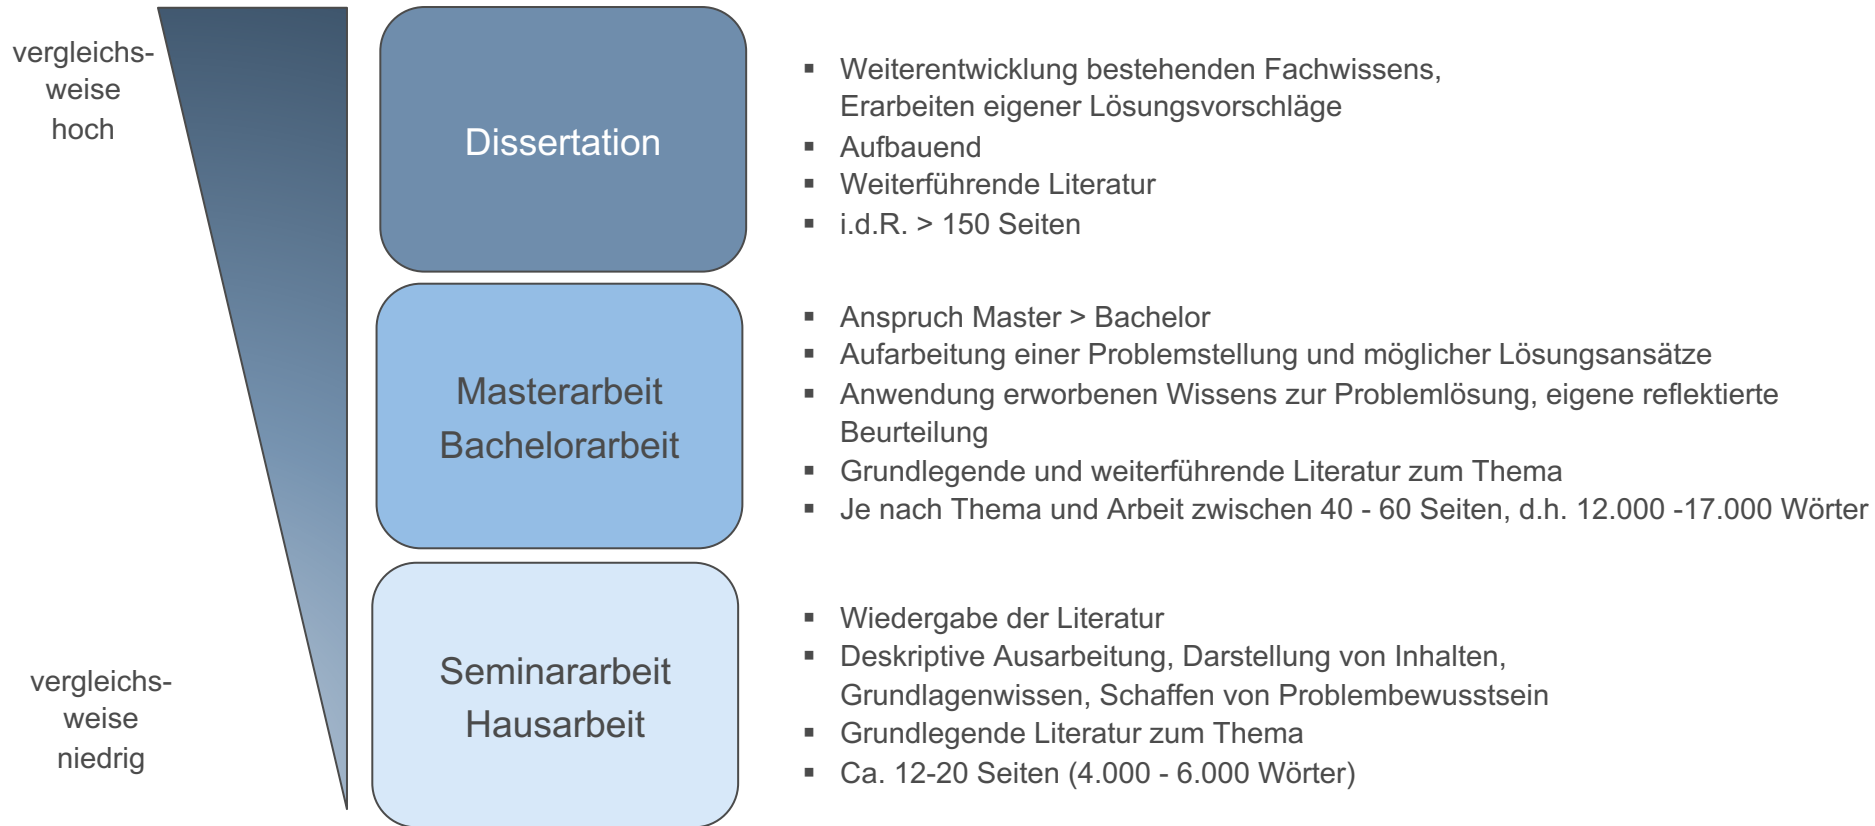 vergleichs-
weise
hoch
Dissertation
▪ Weiterentwicklung bestehenden Fachwissens,
Erarbeiten eigener Lösungsvorschläge
▪ Aufbauend
▪ Weiterführende Literatur
▪ i.d.R. > 150 Seiten
Masterarbeit
Bachelorarbeit
▪ Anspruch Master > Bachelor
▪ Aufarbeitung einer Problemstellung und möglicher Lösungsansätze
▪ Anwendung erworbenen Wissens zur Problemlösung, eigene reflektierte
Beurteilung
▪ Grundlegende und weiterführende Literatur zum Thema
▪ Je nach Thema und Arbeit zwischen 40 - 60 Seiten, d.h. 12.000 -17.000 Wörter
vergleichs-
weise
niedrig
Seminararbeit
Hausarbeit
▪ Wiedergabe der Literatur
▪ Deskriptive Ausarbeitung, Darstellung von Inhalten,
Grundlagenwissen, Schaffen von Problembewusstsein
▪ Grundlegende Literatur zum Thema
▪ Ca. 12-20 Seiten (4.000 - 6.000 Wörter)